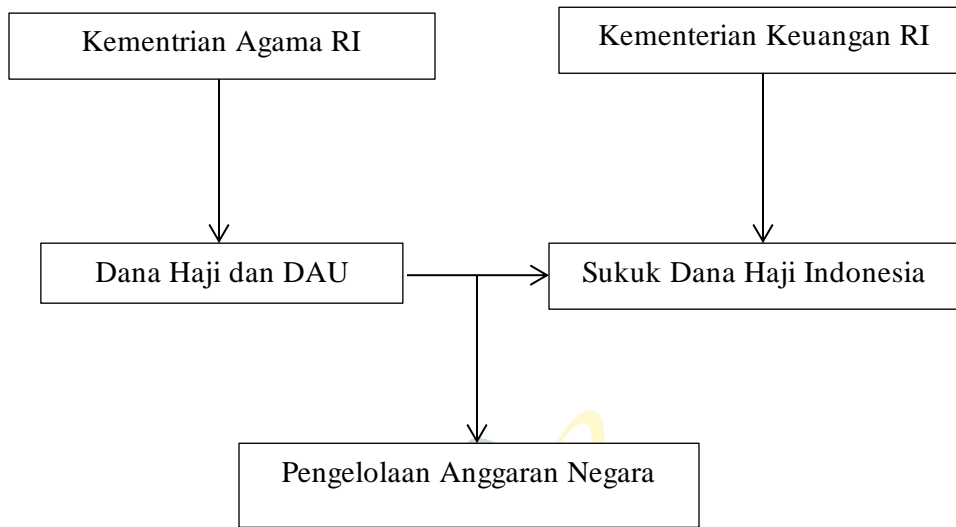 Kementrian Agama RI
Kementerian Keuangan RI
Dana Haji dan DAU
Sukuk Dana Haji Indonesia
Pengelolaan Anggaran Negara